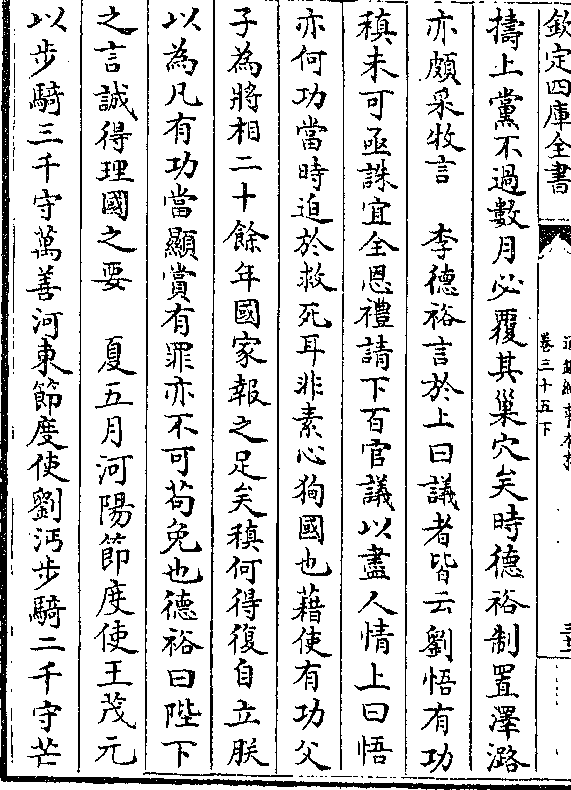 欽定四庫全書
卷三十五下
擣上黨不過數月必覆其巢穴矣時德裕制置澤潞
亦頗采牧言　李德裕言於上曰議者皆云劉悟有功
稹未可亟誅宜全恩禮請下百官議以盡人情上曰悟
亦何功當時迫於救死耳非素心狥國也藉使有功父
子為將相二十餘年國家報之足矣稹何得復自立朕
以為凡有功當顯賞有罪亦不可苟免也德裕曰陛下
之言誠得理國之要　夏五月河陽節度使王茂元
以步騎三千守萬善河東節度使劉沔步騎二千守芒